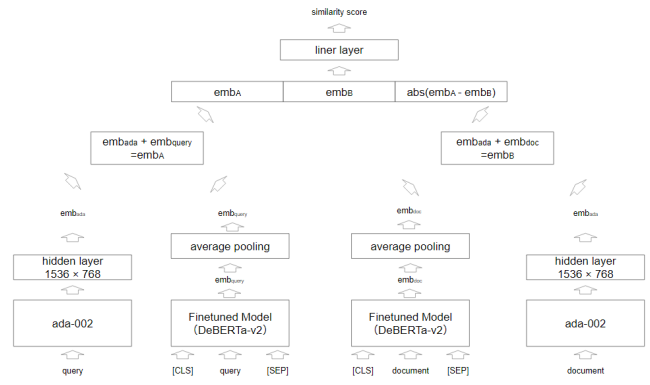 similarity score
liner layer
embA embB abs(embA - embB)
embada + embquery
=embA
embada + embdoc
=embB
embada embquery embdoc embada
average pooling average pooling
hidden layer
1536 × 768
hidden layer
1536 × 768
embquery embdoc
ada-002
Finetuned Model
（DeBERTa-v2）
Finetuned Model
（DeBERTa-v2）
ada-002
query [CLS] query [SEP] [CLS] document [SEP] document